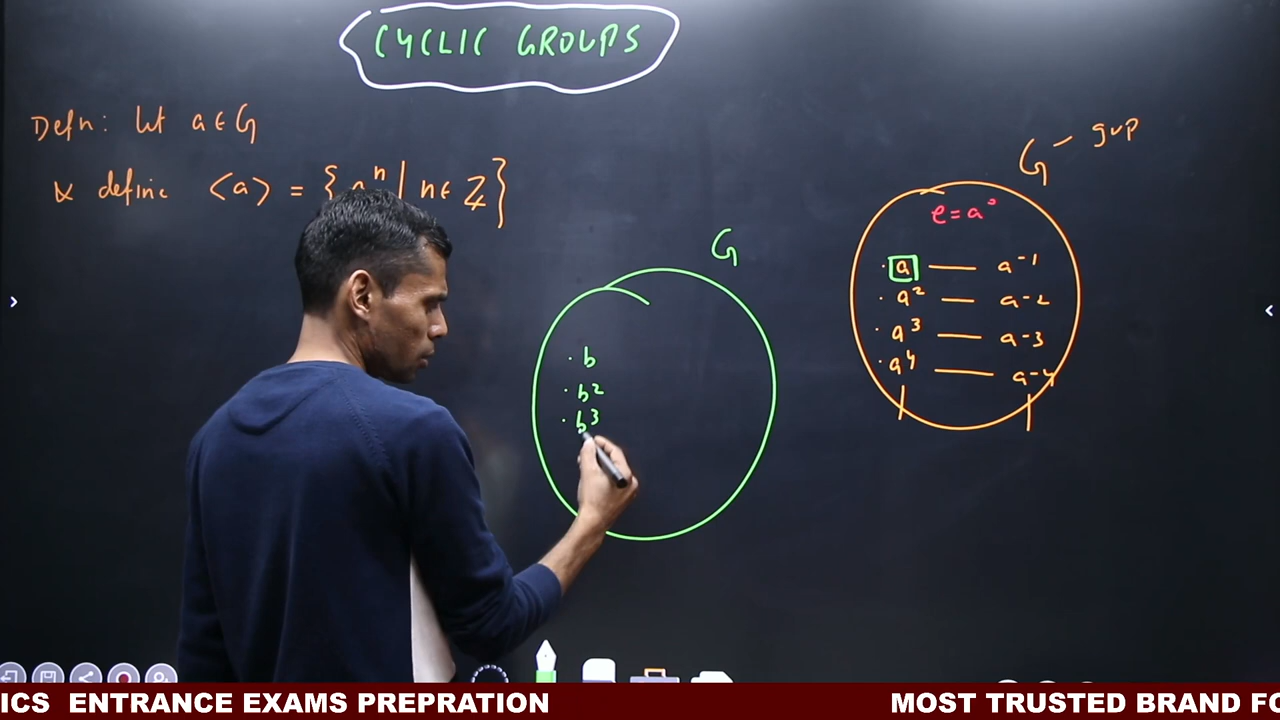 CYCLIC GROUPS
Defn: let a ∈ G
& define <a> = { aⁿ | n ∈ Z }
G
· b
· b2
· b3
G — grp
e = a°
· a — a-1
· a2 — a-2
· a3 — a-3
· a4 — a-4
ICS ENTRANCE EXAMS PREPRATION
MOST TRUSTED BRAND FO